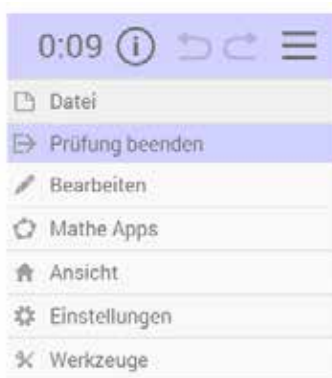 0:09
Datei
Prüfung beenden
Bearbeiten
Mathe Apps
Ansicht
Einstellungen
Werkzeuge